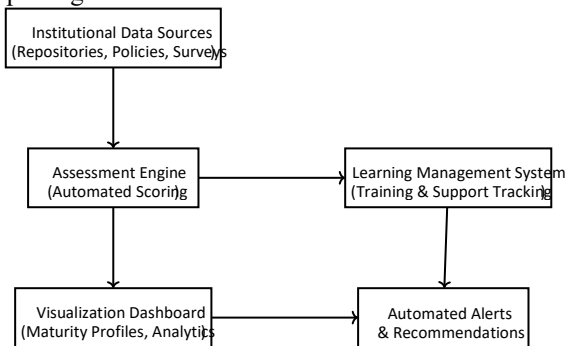 Institutional Data Sources
(Repositories, Policies, Surveys)
Assessment Engine
(Automated Scoring)
Learning Management System
(Training & Support Tracking)
Visualization Dashboard
(Maturity Profiles, Analytics)
Automated Alerts
& Recommendations